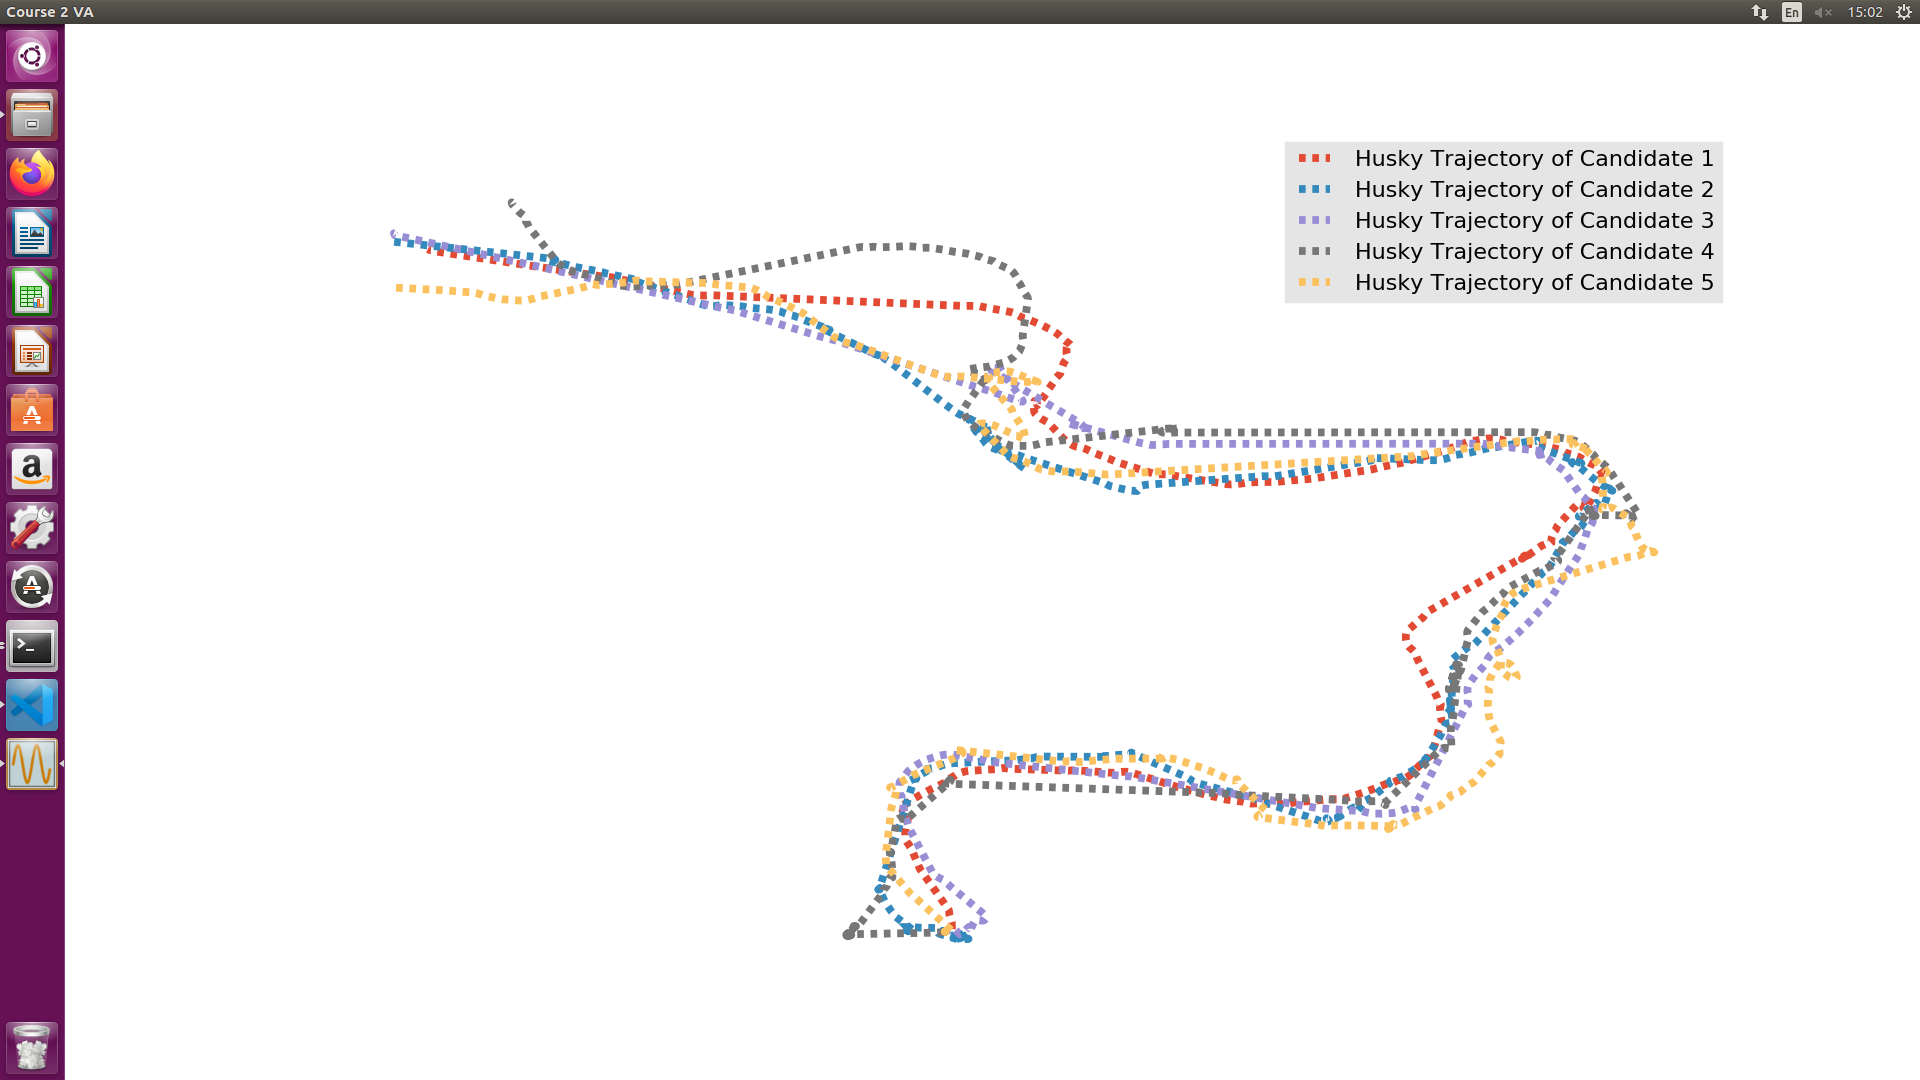 Course 2 VA
En
15:02
Husky Trajectory of Candidate 1
Husky Trajectory of Candidate 2
Husky Trajectory of Candidate 3
Husky Trajectory of Candidate 4
Husky Trajectory of Candidate 5